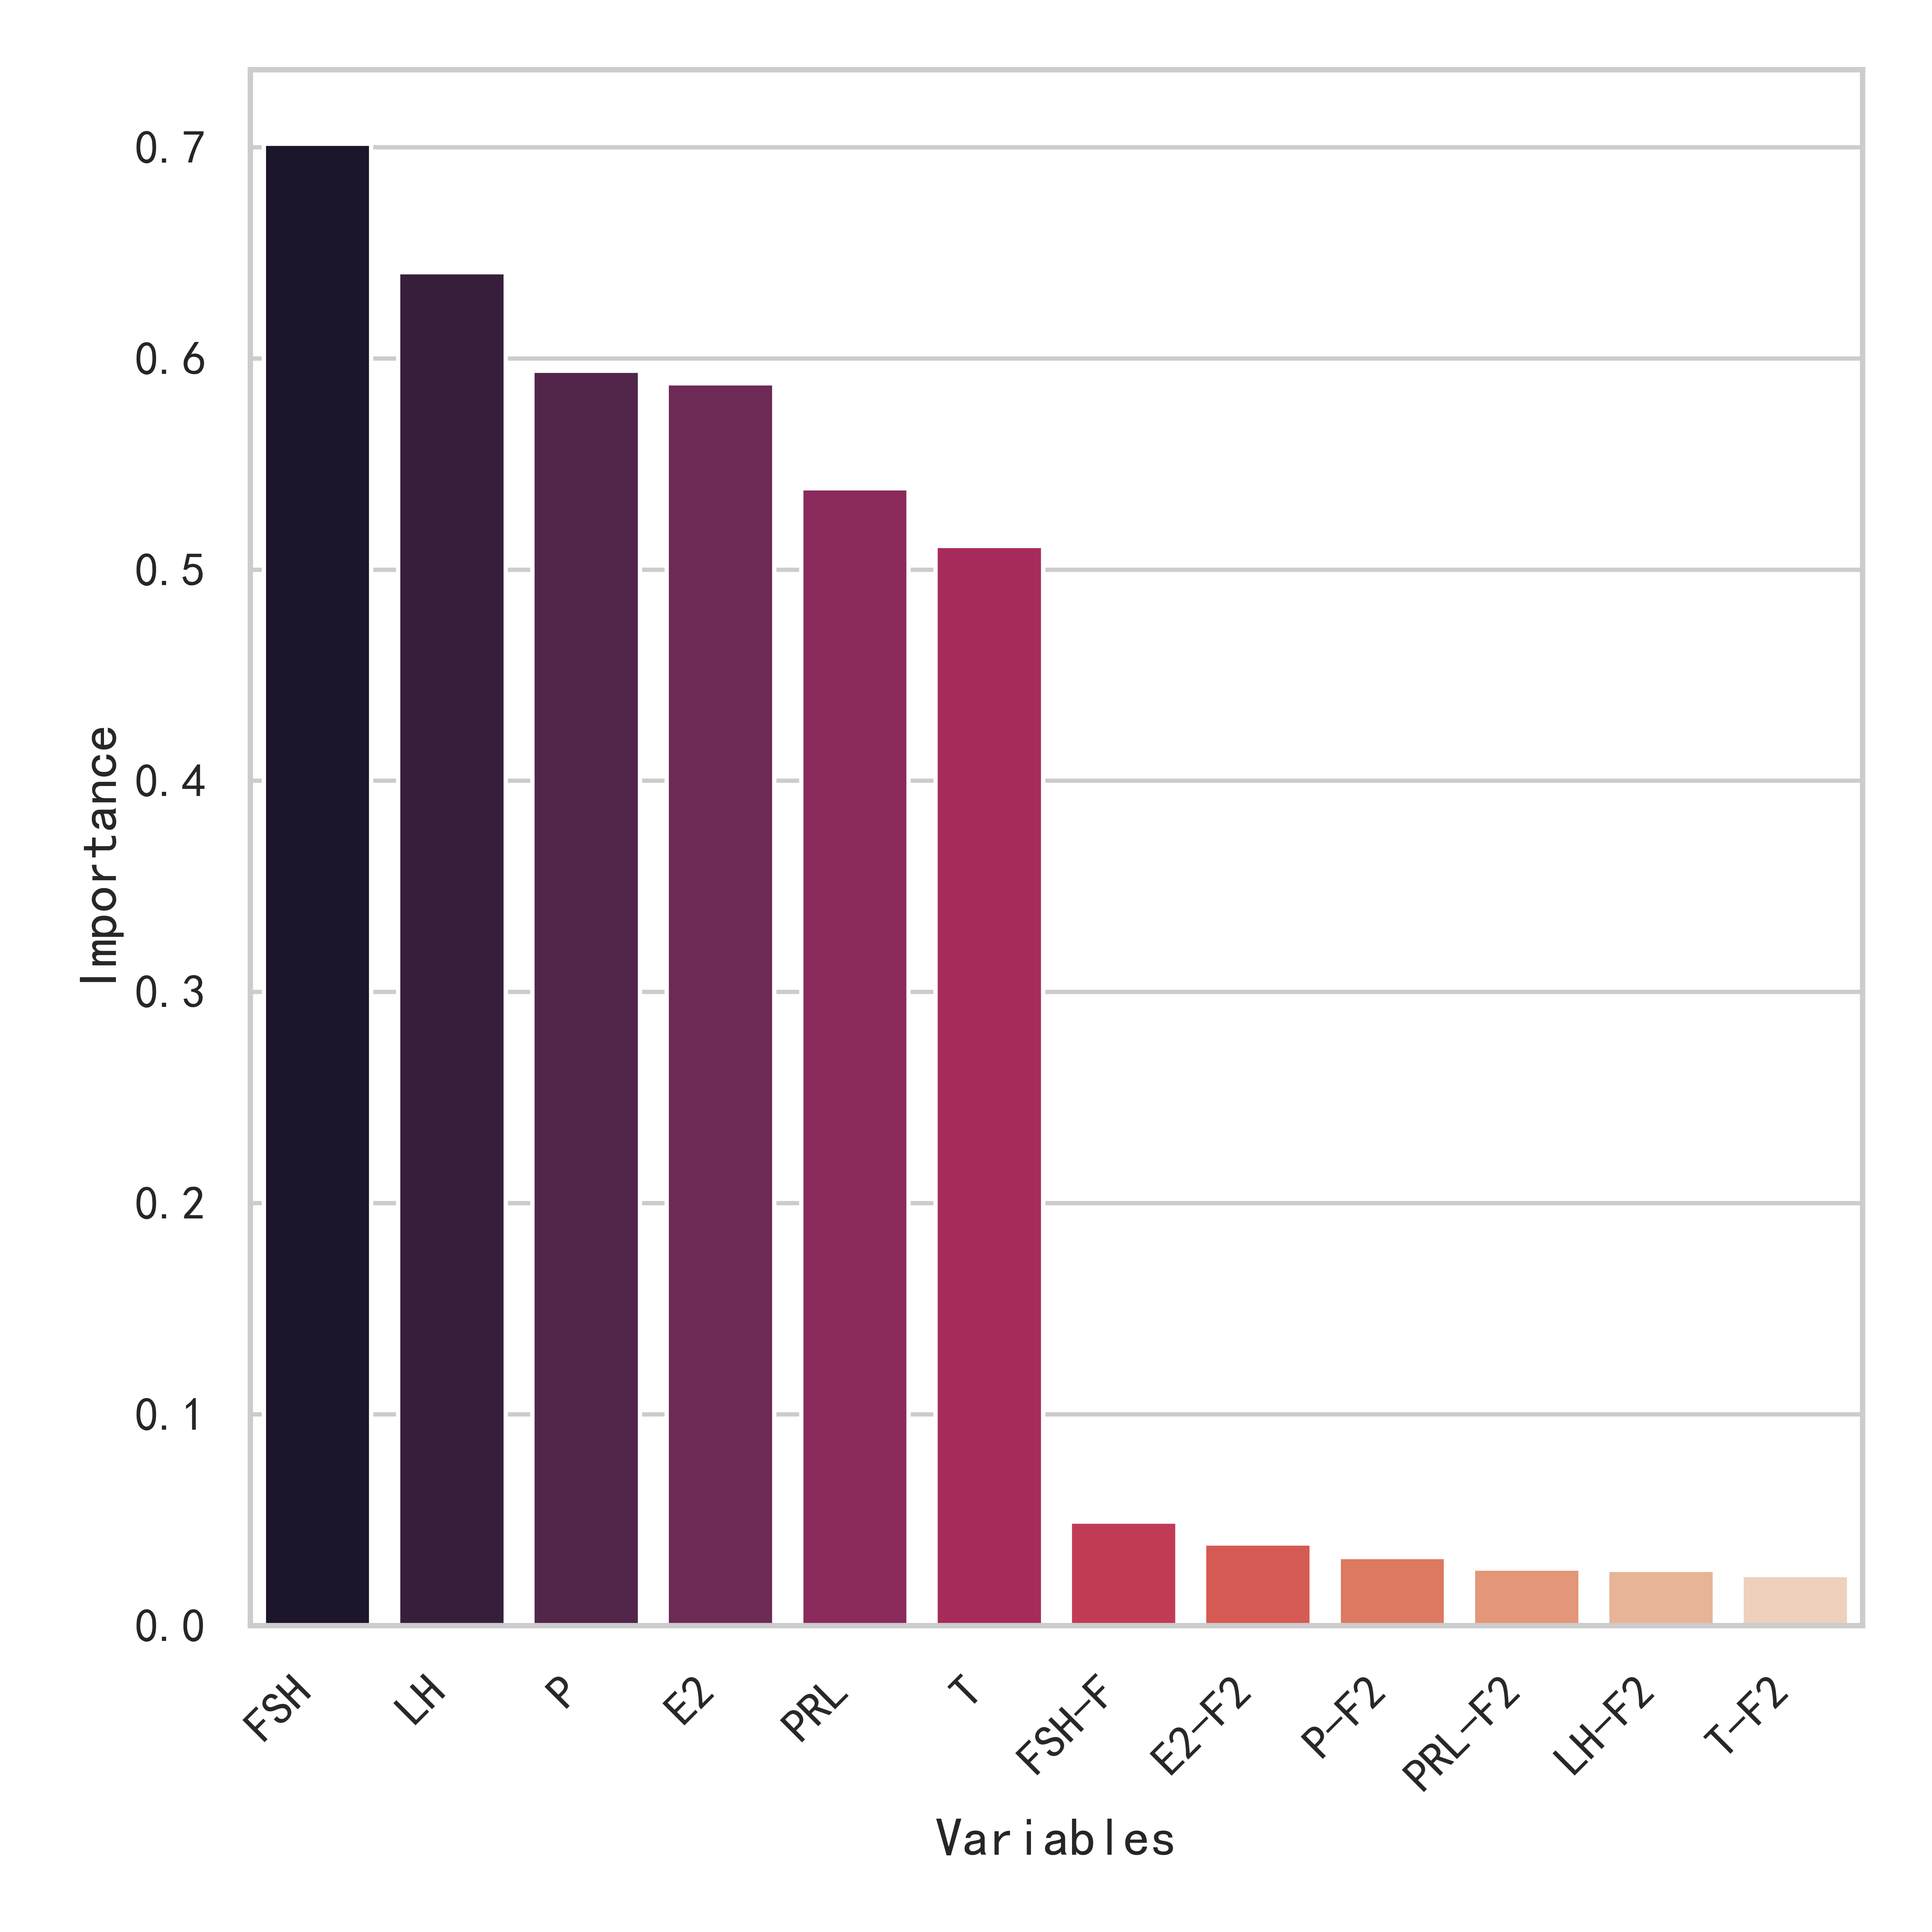 0.7
0.6
0.5
0.4
0.3
0.2
0.1
0.0
Importance
FSH
LH
P
E2
PRL
T
FSH-F
E2-F2
P-F2
PRL-F2
LH-F2
T-F2
Variables